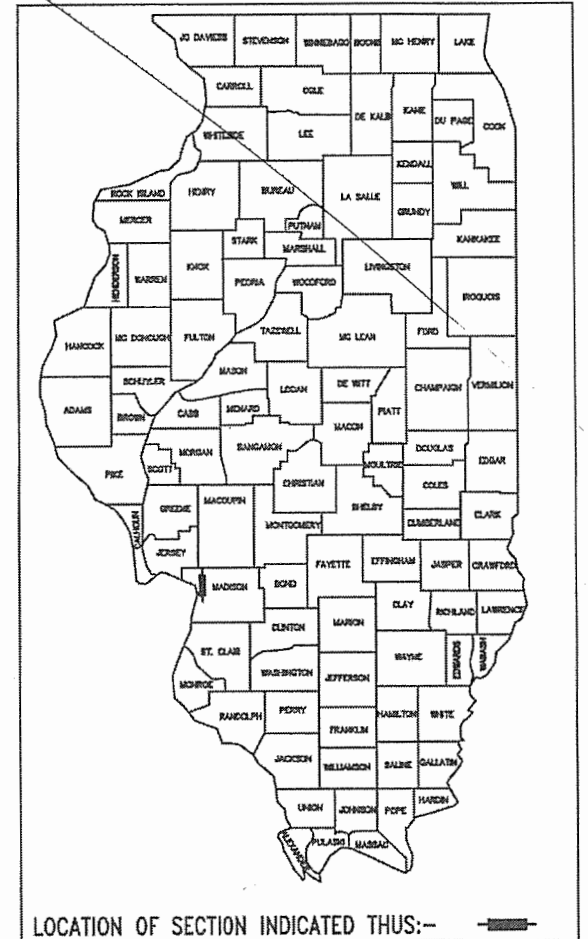 JO DAVIESS STEVENSON WINNEBAGO BOONE MC HENRY LAKE
CARROLL OGLE DE KALB KANE DU PAGE COOK
WHITESIDE LEE
KENDALL
ROCK ISLAND HENRY BUREAU LA SALLE WILL
MERCER PUTNAM GRUNDY
STARK MARSHALL KANKAKEE
HENDERSON WARREN KNOX PEORIA WOODFORD LIVINGSTON IROQUOIS
HANCOCK MC DONOUGH FULTON TAZEWELL MC LEAN FORD
MASON
SCHUYLER LOGAN DE WITT CHAMPAIGN VERMILION
ADAMS BROWN CASS MENARD MACON PIATT
PIKE SCOTT MORGAN SANGAMON MOULTRIE DOUGLAS EDGAR
CHRISTIAN COLES
CALHOUN GREENE MACOUPIN MONTGOMERY SHELBY CUMBERLAND CLARK
JERSEY FAYETTE EFFINGHAM JASPER CRAWFORD
MADISON BOND
CLAY RICHLAND LAWRENCE
CLINTON MARION
ST. CLAIR WAYNE EDWARDS WABASH
WASHINGTON JEFFERSON
MONROE
RANDOLPH PERRY HAMILTON WHITE
FRANKLIN
JACKSON WILLIAMSON SALINE GALLATIN
UNION JOHNSON POPE HARDIN
ALEXANDER PULASKI MASSAC
LOCATION OF SECTION INDICATED THUS:-